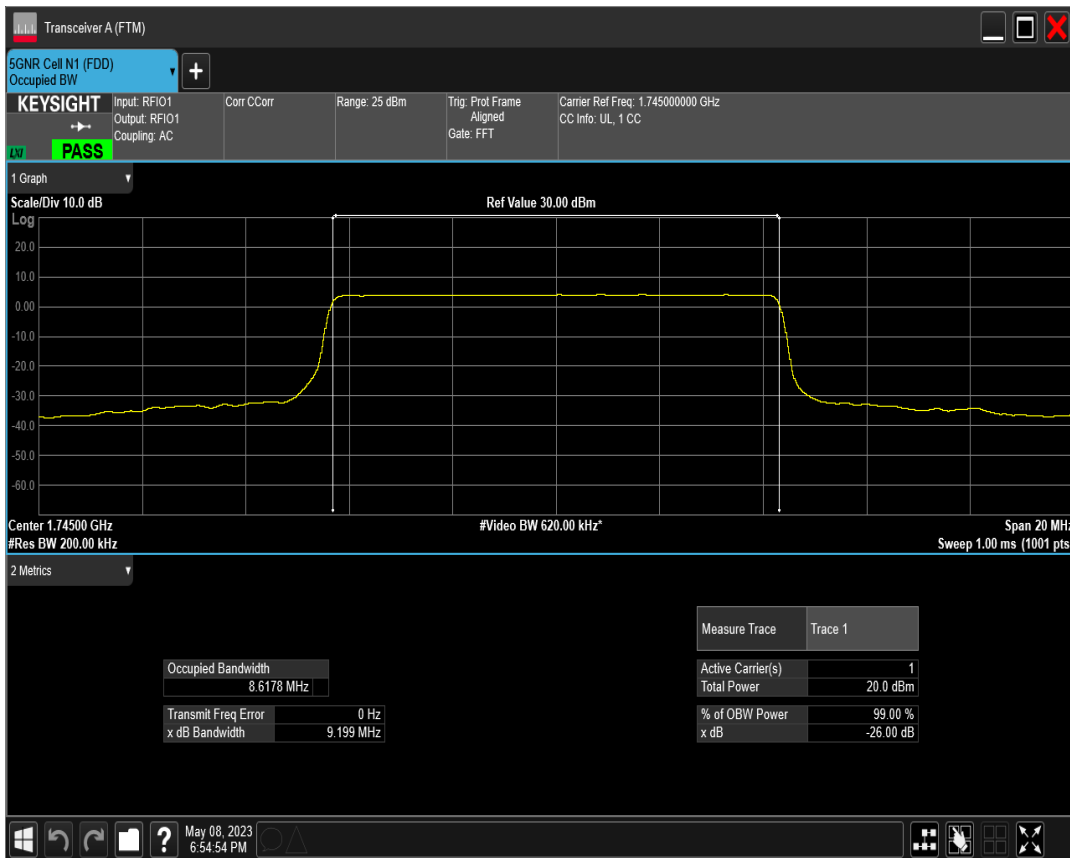 Transceiver A (FTM)
5GNR Cell N1 (FDD)
Occupied BW
+
KEYSIGHT
LXI
PASS
Input: RFIO1
Output: RFIO1
Coupling: AC
Corr CCorr
Range: 25 dBm
Trig: Prot Frame
Aligned
Gate: FFT
Carrier Ref Freq: 1.745000000 GHz
CC Info: UL, 1 CC
1 Graph
Scale/Div 10.0 dB
Ref Value 30.00 dBm
Log
20.0
10.0
0.00
-10.0
-20.0
-30.0
-40.0
-50.0
-60.0
Center 1.74500 GHz
#Video BW 620.00 kHz*
Span 20 MHz
#Res BW 200.00 kHz
Sweep 1.00 ms (1001 pts
2 Metrics
Measure Trace Trace 1
Occupied Bandwidth
8.6178 MHz
Active Carrier(s) 1
Total Power 20.0 dBm
Transmit Freq Error 0 Hz
x dB Bandwidth 9.199 MHz
% of OBW Power 99.00 %
x dB -26.00 dB
?
May 08, 2023
6:54:54 PM